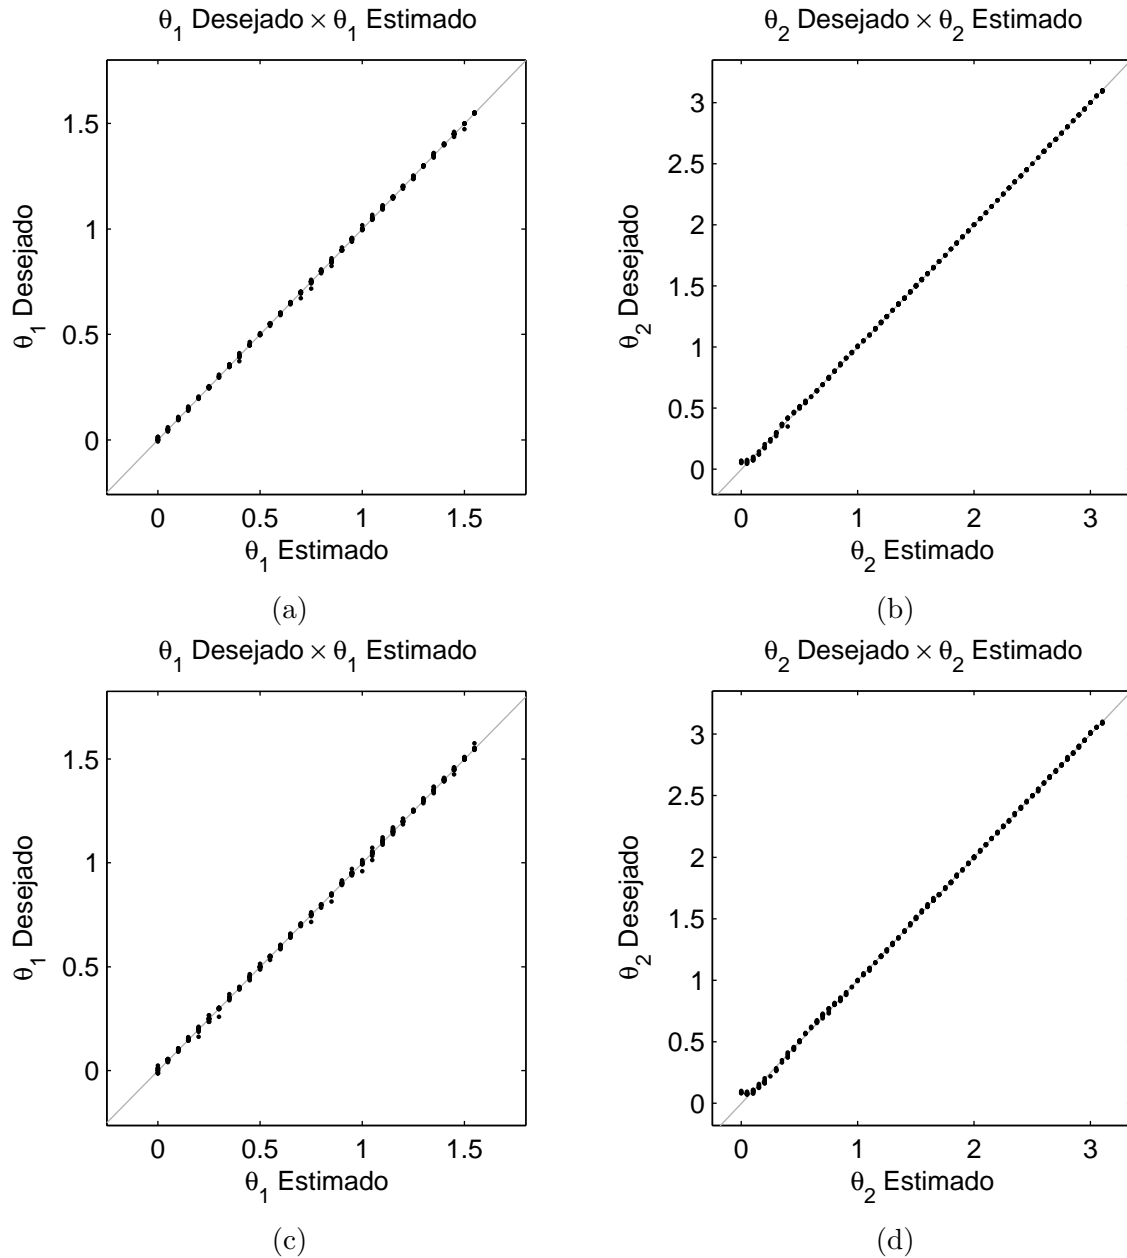 θ1 Desejado × θ1 Estimado
θ1 Desejado
1.5
1
0.5
0
0 0.5 1 1.5
θ1 Estimado
(a)
θ2 Desejado × θ2 Estimado
θ2 Desejado
3
2.5
2
1.5
1
0.5
0
0 1 2 3
θ2 Estimado
(b)
θ1 Desejado × θ1 Estimado
θ1 Desejado
1.5
1
0.5
0
0 0.5 1 1.5
θ1 Estimado
(c)
θ2 Desejado × θ2 Estimado
θ2 Desejado
3
2.5
2
1.5
1
0.5
0
0 1 2 3
θ2 Estimado
(d)